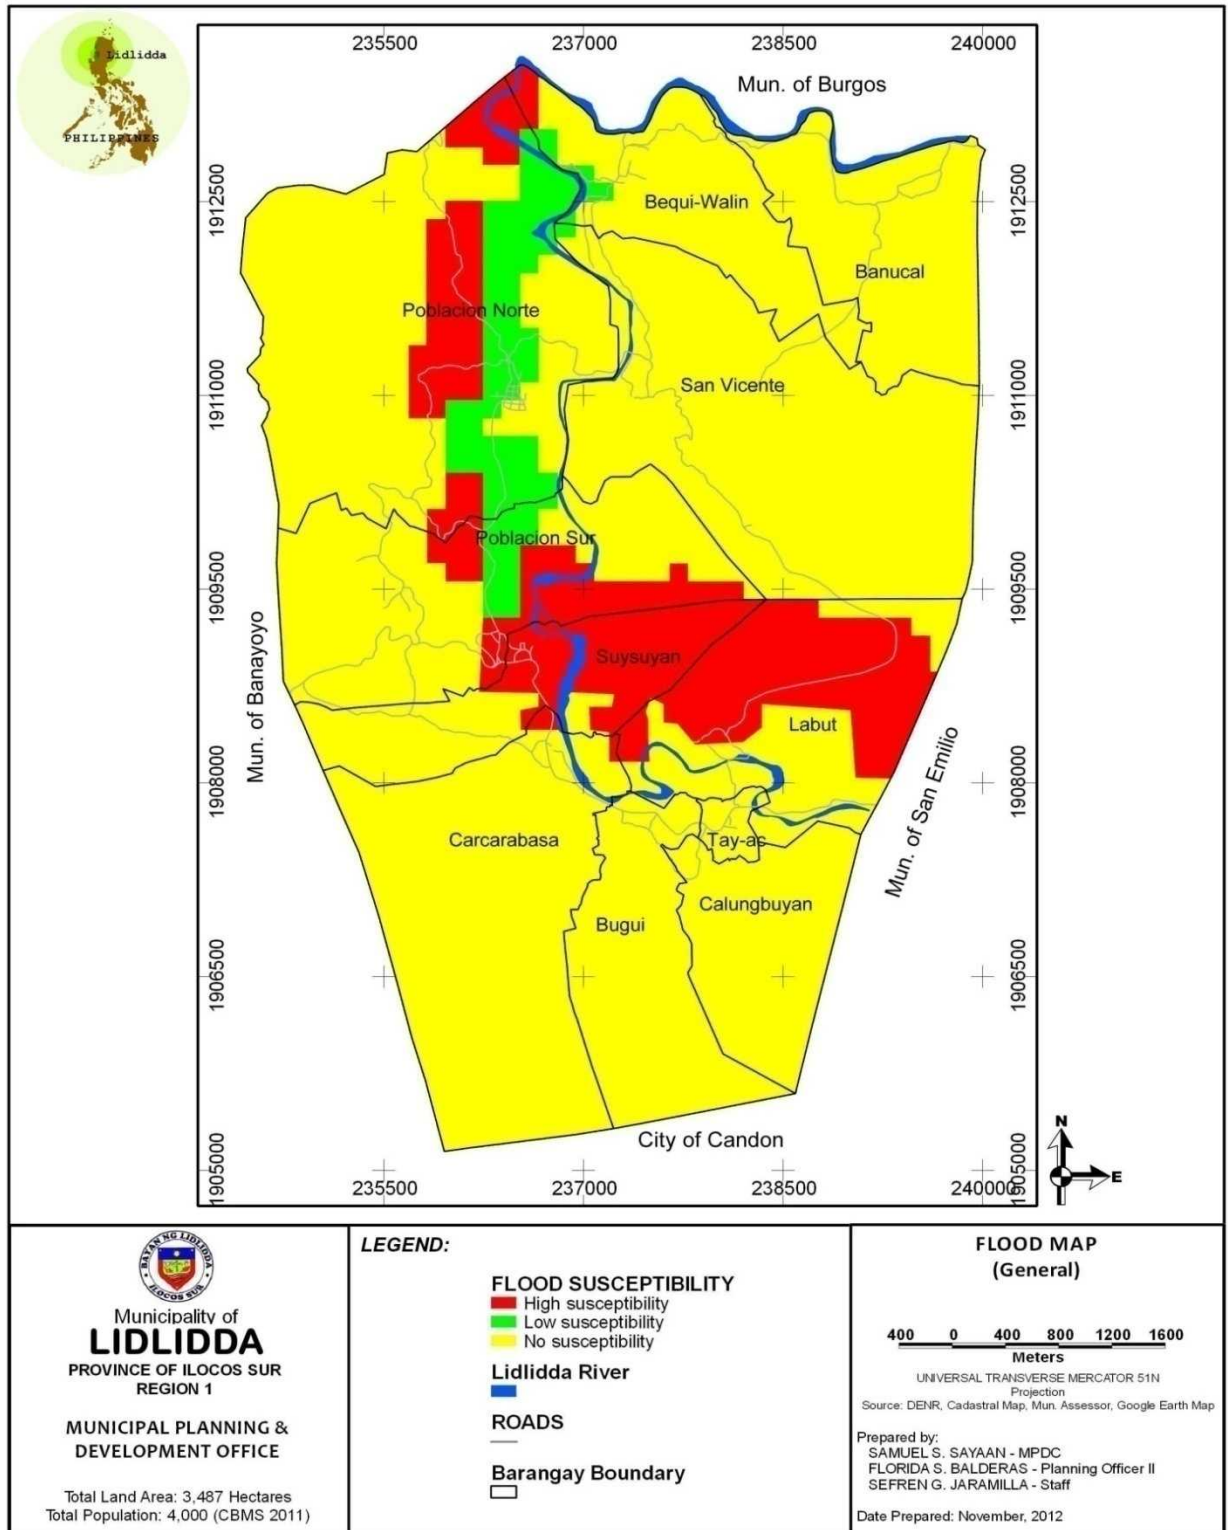 Lidlidda
PHILIPPINES
235500
237000
238500
240000
Mun. of Burgos
1912500
1912500
Bequi-Walin
Banucal
Poblacion Norte
San Vicente
1911000
1911000
Poblacion Sur
1909500
1909500
Mun. of Banayoyo
Suysuyan
Labut
1908000
1908000
Mun. of San Emilio
Carcarabasa
Tay-ac
Calungbuyan
Bugui
1906500
1906500
City of Candon
1905000
1905000
235500
237000
238500
240000
N
E
BAYAN NG LIDLIDDA
ILOCOS SUR
Municipality of
LIDLIDDA
PROVINCE OF ILOCOS SUR
REGION 1
MUNICIPAL PLANNING &
DEVELOPMENT OFFICE
Total Land Area: 3,487 Hectares
Total Population: 4,000 (CBMS 2011)
LEGEND:
FLOOD SUSCEPTIBILITY
High susceptibility
Low susceptibility
No susceptibility
Lidlidda River
ROADS
Barangay Boundary
FLOOD MAP
(General)
400 0 400 800 1200 1600
Meters
UNIVERSAL TRANSVERSE MERCATOR 51N
Projection
Source: DENR, Cadastral Map, Mun. Assessor, Google Earth Map
Prepared by:
SAMUEL S. SAYAAN - MPDC
FLORIDA S. BALDERAS - Planning Officer II
SEFREN G. JARAMILLA - Staff
Date Prepared: November, 2012